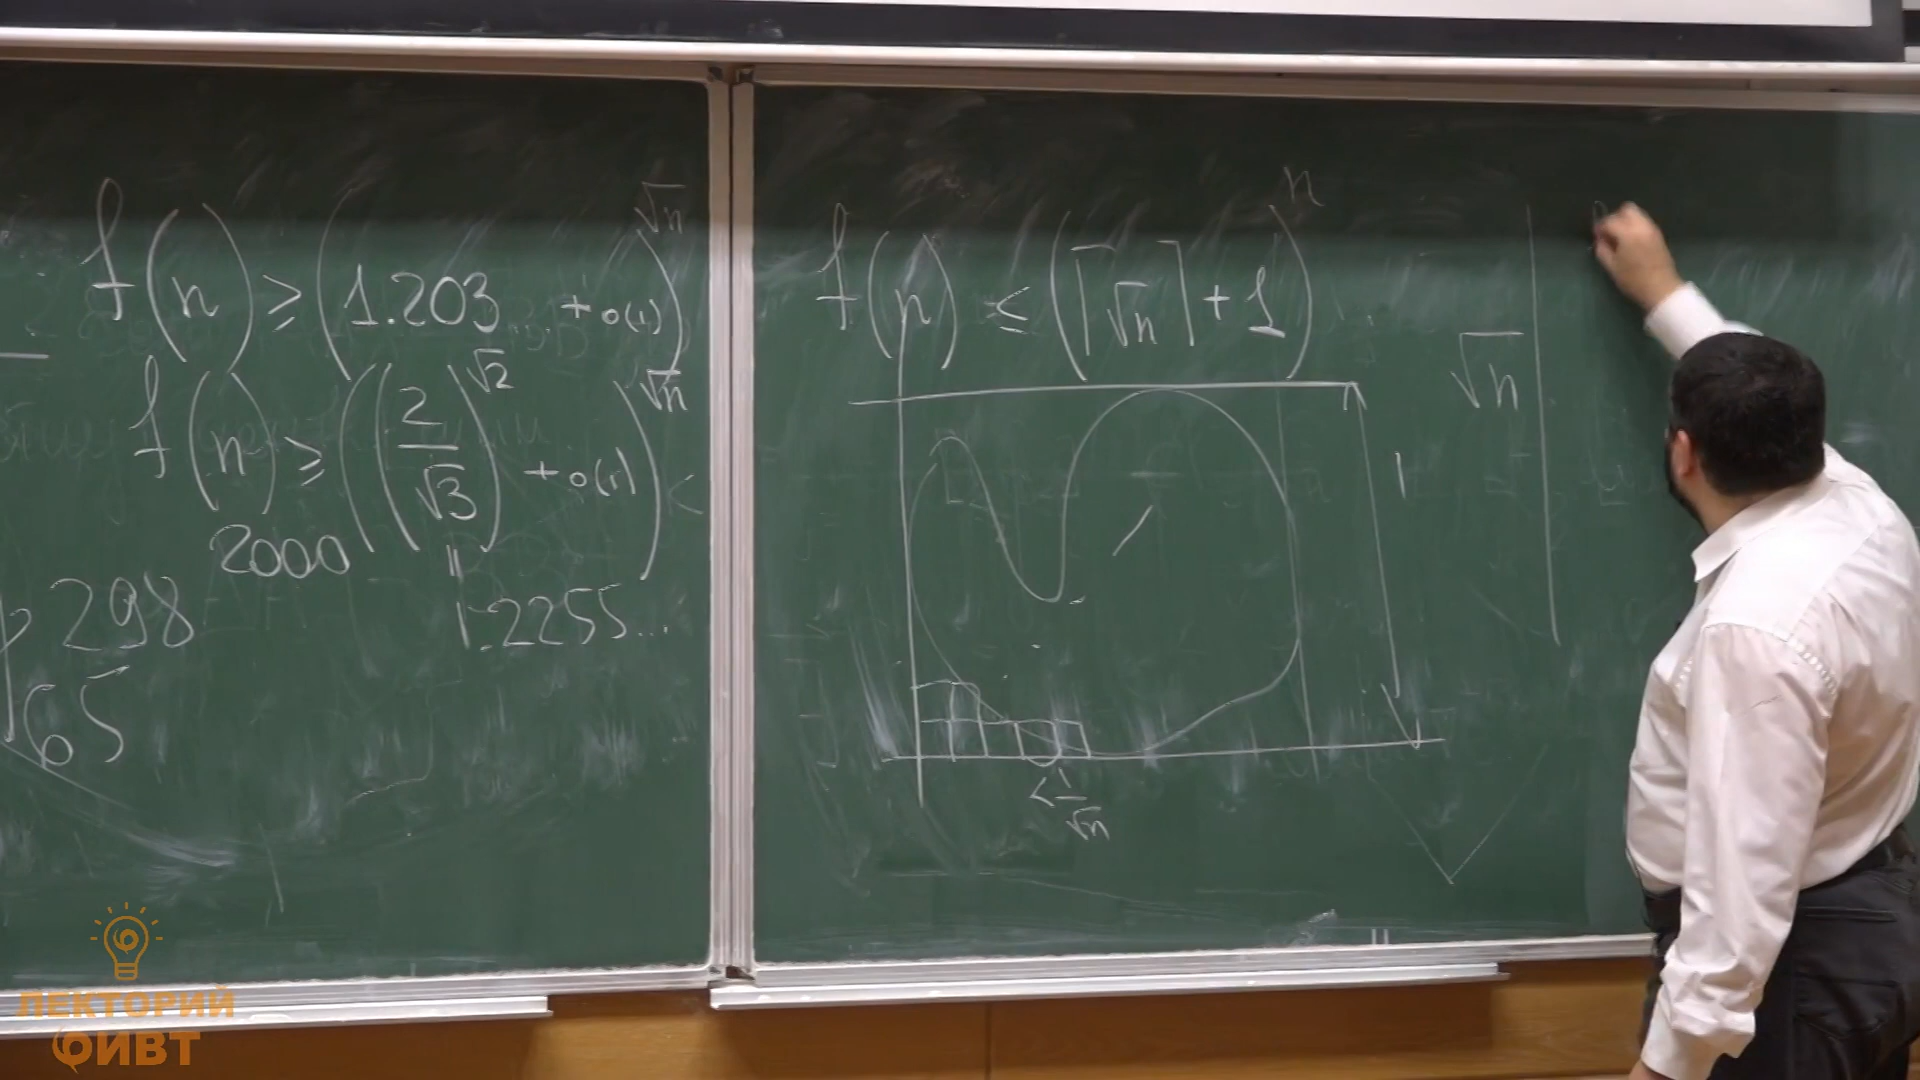 f(n) ≥ (1.203... + o(1))^√n
f(n) ≥ ((2/√3)^√2 + o(1))^√n <
2000
"
1.2255...
298
65
f(n) ≤ (⌈√n⌉ + 1)^n
√n
1
< 1/√n
ЛЕКТОРИЙ
ФИВТ